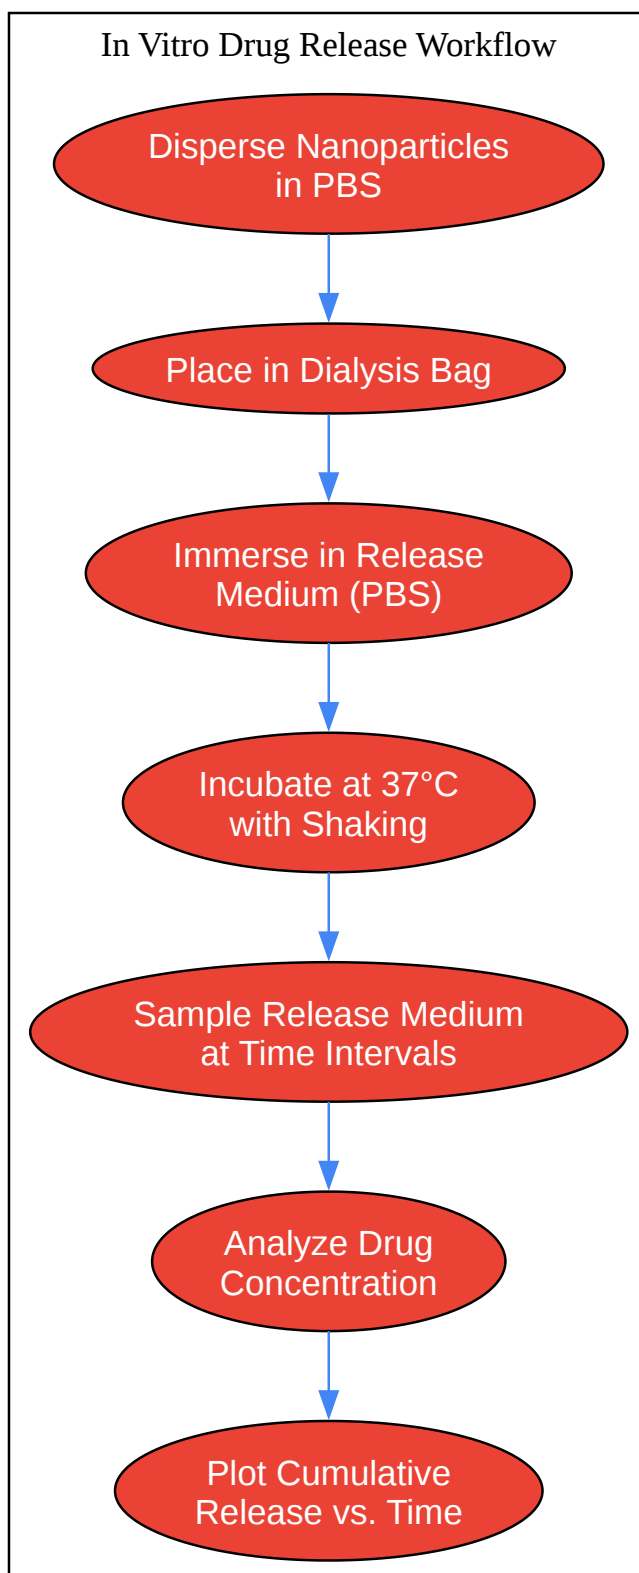 In Vitro Drug Release Workflow
Disperse Nanoparticles
in PBS
Place in Dialysis Bag
Immerse in Release
Medium (PBS)
Incubate at 37°C
with Shaking
Sample Release Medium
at Time Intervals
Analyze Drug
Concentration
Plot Cumulative
Release vs. Time